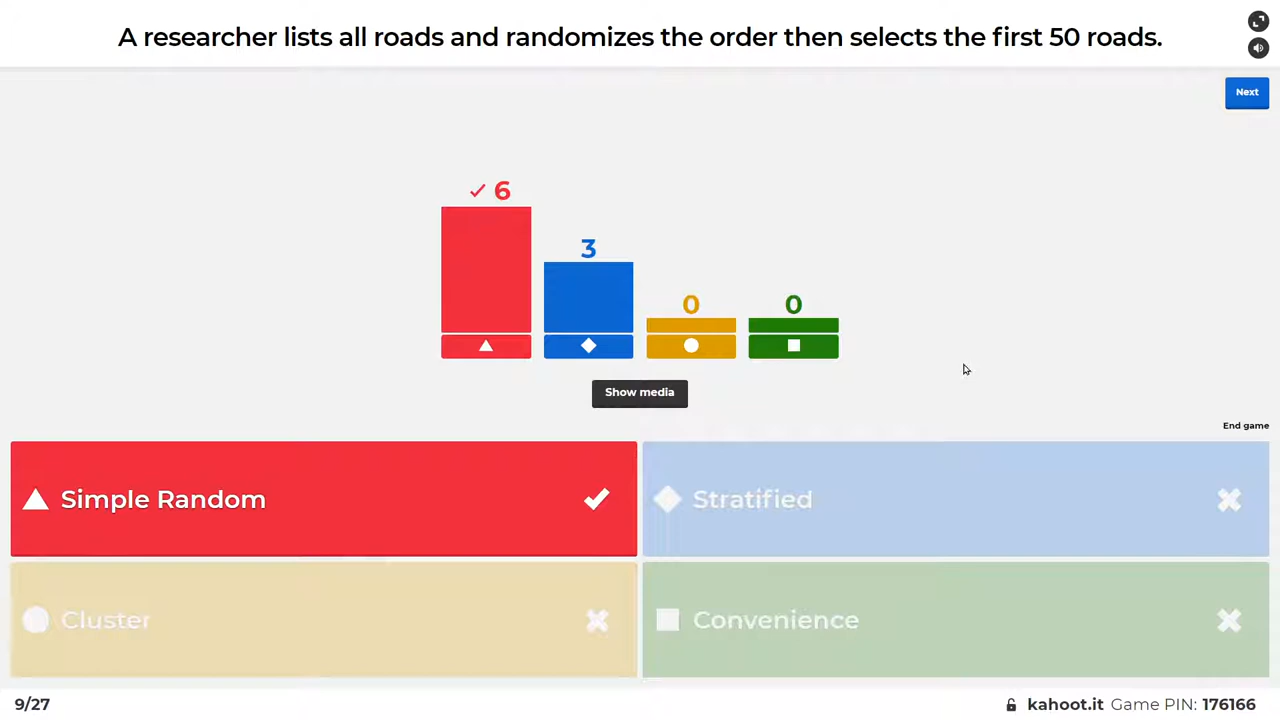 A researcher lists all roads and randomizes the order then selects the first 50 roads.
Next
6
3
0
0
Show media
End game
Simple Random
Stratified
Cluster
Convenience
9/27
kahoot.it Game PIN: 176166